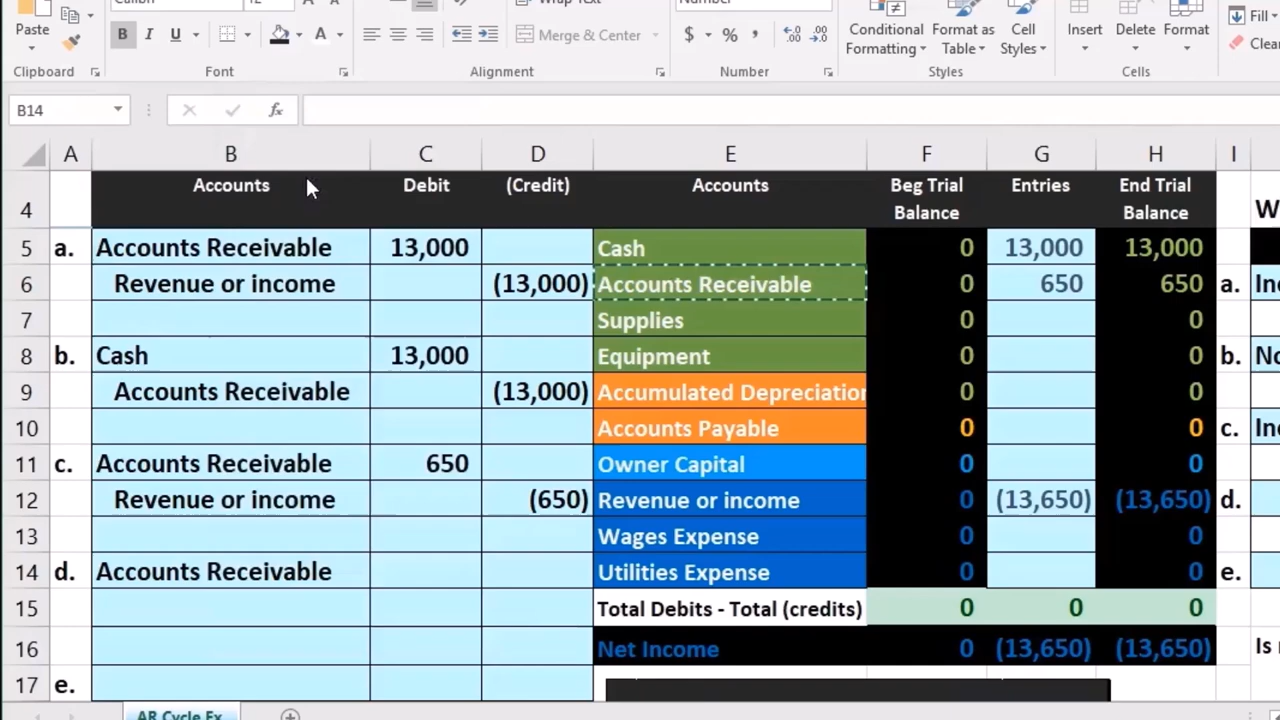 Calibri 12 Wrap Text Number
Paste B I U A Merge & Center $ % , Conditional Formatting Format as Table Cell Styles Insert Delete Format Fill
Clear
Clipboard Font Alignment Number Styles Cells
B14 fx
A B C D E F G H I
4 Accounts Debit (Credit) Accounts Beg Trial Balance Entries End Trial Balance
5 a. Accounts Receivable 13,000 Cash 0 13,000 13,000
6 Revenue or income (13,000) Accounts Receivable 0 650 650 a.
7 Supplies 0 0
8 b. Cash 13,000 Equipment 0 0 b.
9 Accounts Receivable (13,000) Accumulated Depreciation 0 0
10 Accounts Payable 0 0 c.
11 c. Accounts Receivable 650 Owner Capital 0 0
12 Revenue or income (650) Revenue or income 0 (13,650) (13,650) d.
13 Wages Expense 0 0
14 d. Accounts Receivable Utilities Expense 0 0 e.
15 Total Debits - Total (credits) 0 0 0
16 Net Income 0 (13,650) (13,650) Is
17 e.
AR Cycle Ex